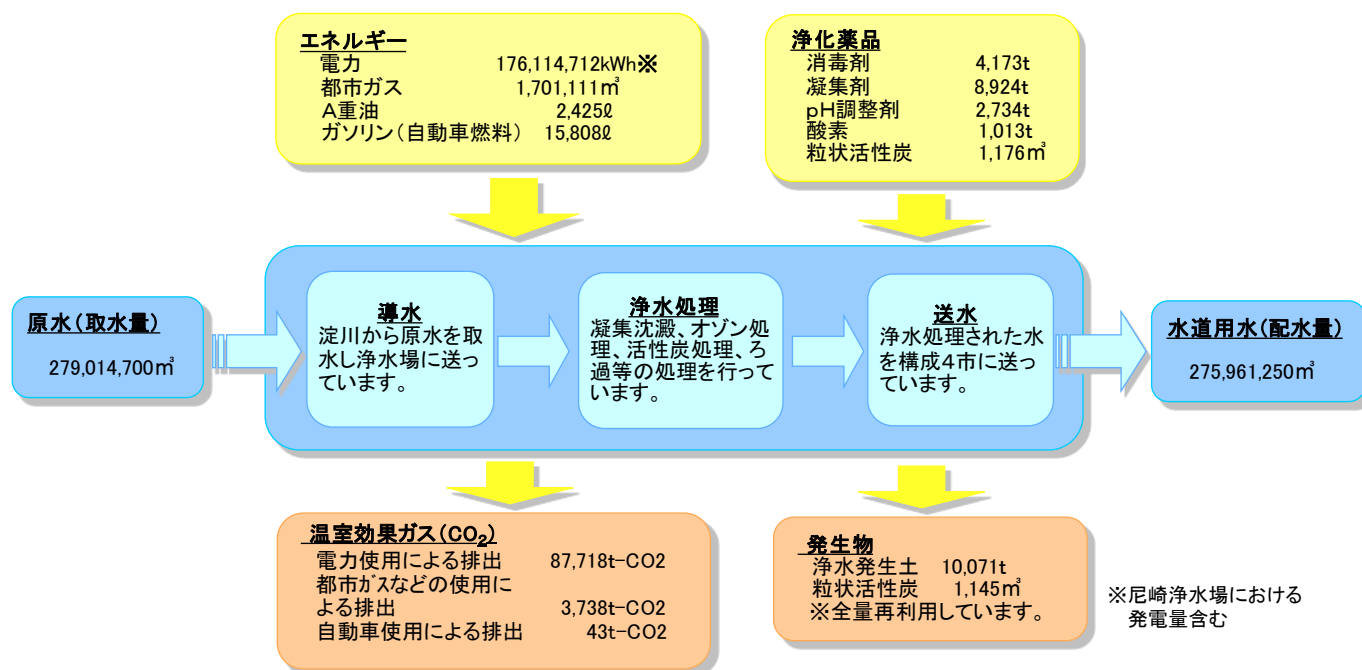 エネルギー
電力 176,114,712kWh※
都市ガス 1,701,111㎥
A重油 2,425ℓ
ガソリン(自動車燃料) 15,808ℓ
浄化薬品
消毒剤 4,173t
凝集剤 8,924t
pH調整剤 2,734t
酸素 1,013t
粒状活性炭 1,176㎥
原水(取水量)
279,014,700㎥
導水
淀川から原水を取
水し浄水場に送っ
ています。
浄水処理
凝集沈澱、オゾン処
理、活性炭処理、ろ
過等の処理を行って
います。
送水
浄水処理された水
を構成4市に送っ
ています。
水道用水(配水量)
275,961,250㎥
温室効果ガス(CO₂)
電力使用による排出 87,718t-CO2
都市ガスなどの使用に
よる排出 3,738t-CO2
自動車使用による排出 43t-CO2
発生物
浄水発生土 10,071t
粒状活性炭 1,145㎥
※全量再利用しています。
※尼崎浄水場における
発電量含む